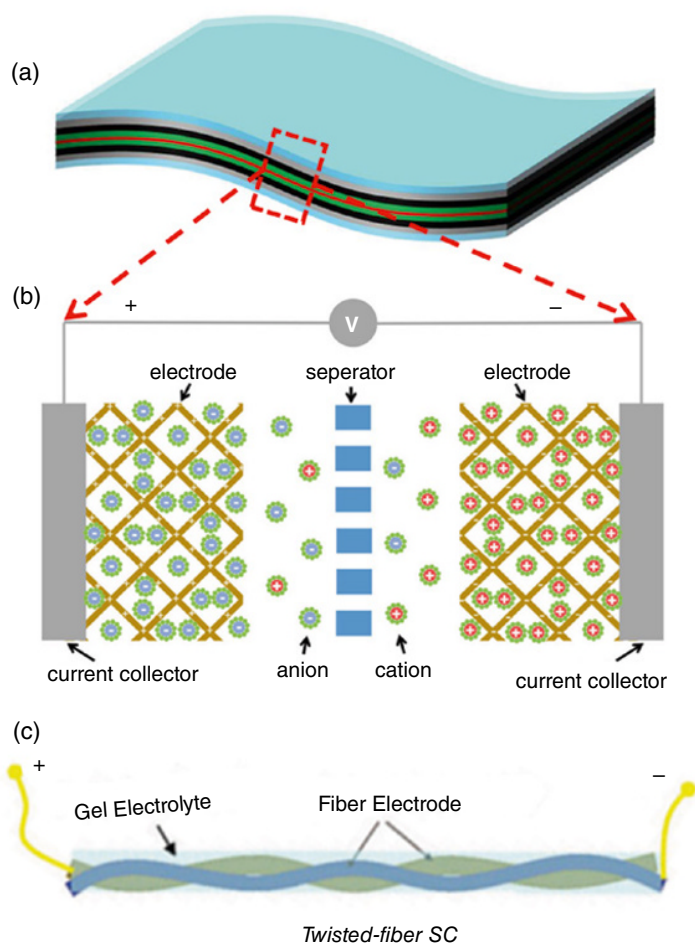 (a)
(b)
+
V
–
electrode
seperator
electrode
current collector
anion
cation
current collector
(c)
+
–
Gel Electrolyte
Fiber Electrode
Twisted-fiber SC